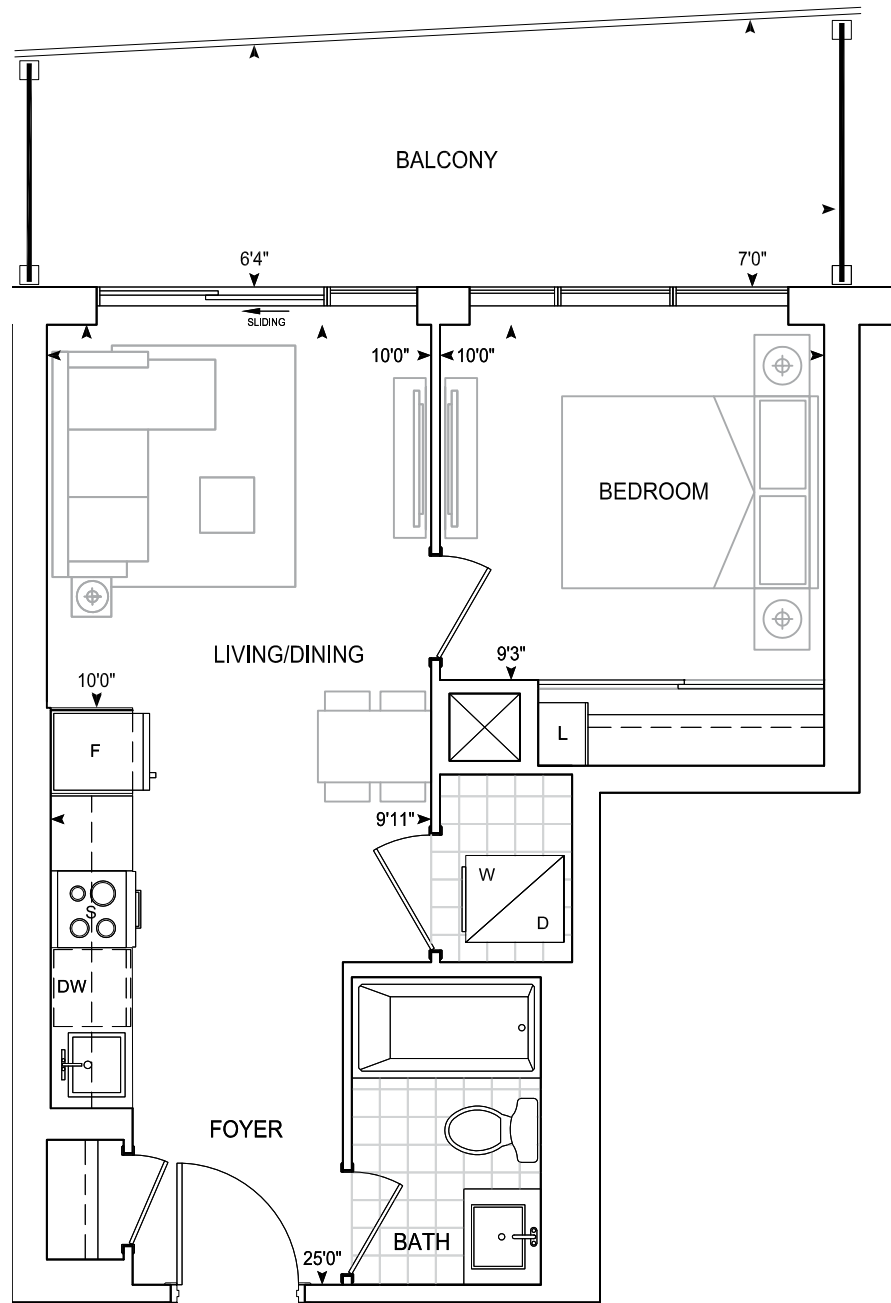 BALCONY
6'4"
7'0"
SLIDING
10'0"
10'0"
BEDROOM
LIVING/DINING
9'3"
10'0"
F
L
9'11"
W
D
S
DW
FOYER
BATH
25'0"